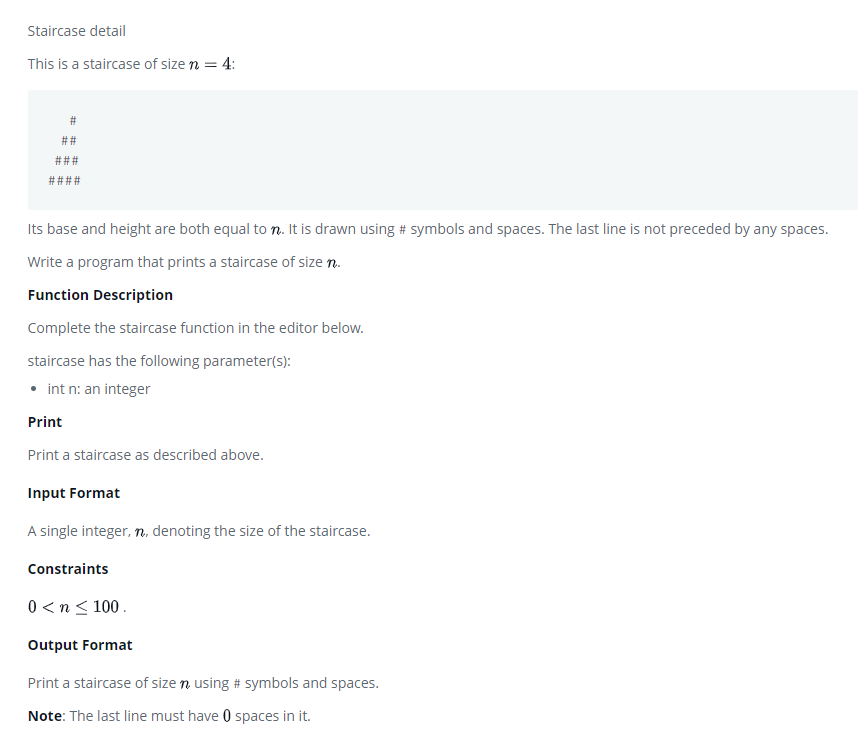 Staircase detail
This is a staircase of size n = 4:
#
##
###
####
Its base and height are both equal to n. It is drawn using # symbols and spaces. The last line is not preceded by any spaces.
Write a program that prints a staircase of size n.
Function Description
Complete the staircase function in the editor below.
staircase has the following parameter(s):
• int n: an integer
Print
Print a staircase as described above.
Input Format
A single integer, n, denoting the size of the staircase.
Constraints
0 < n ≤ 100 .
Output Format
Print a staircase of size n using # symbols and spaces.
Note: The last line must have 0 spaces in it.